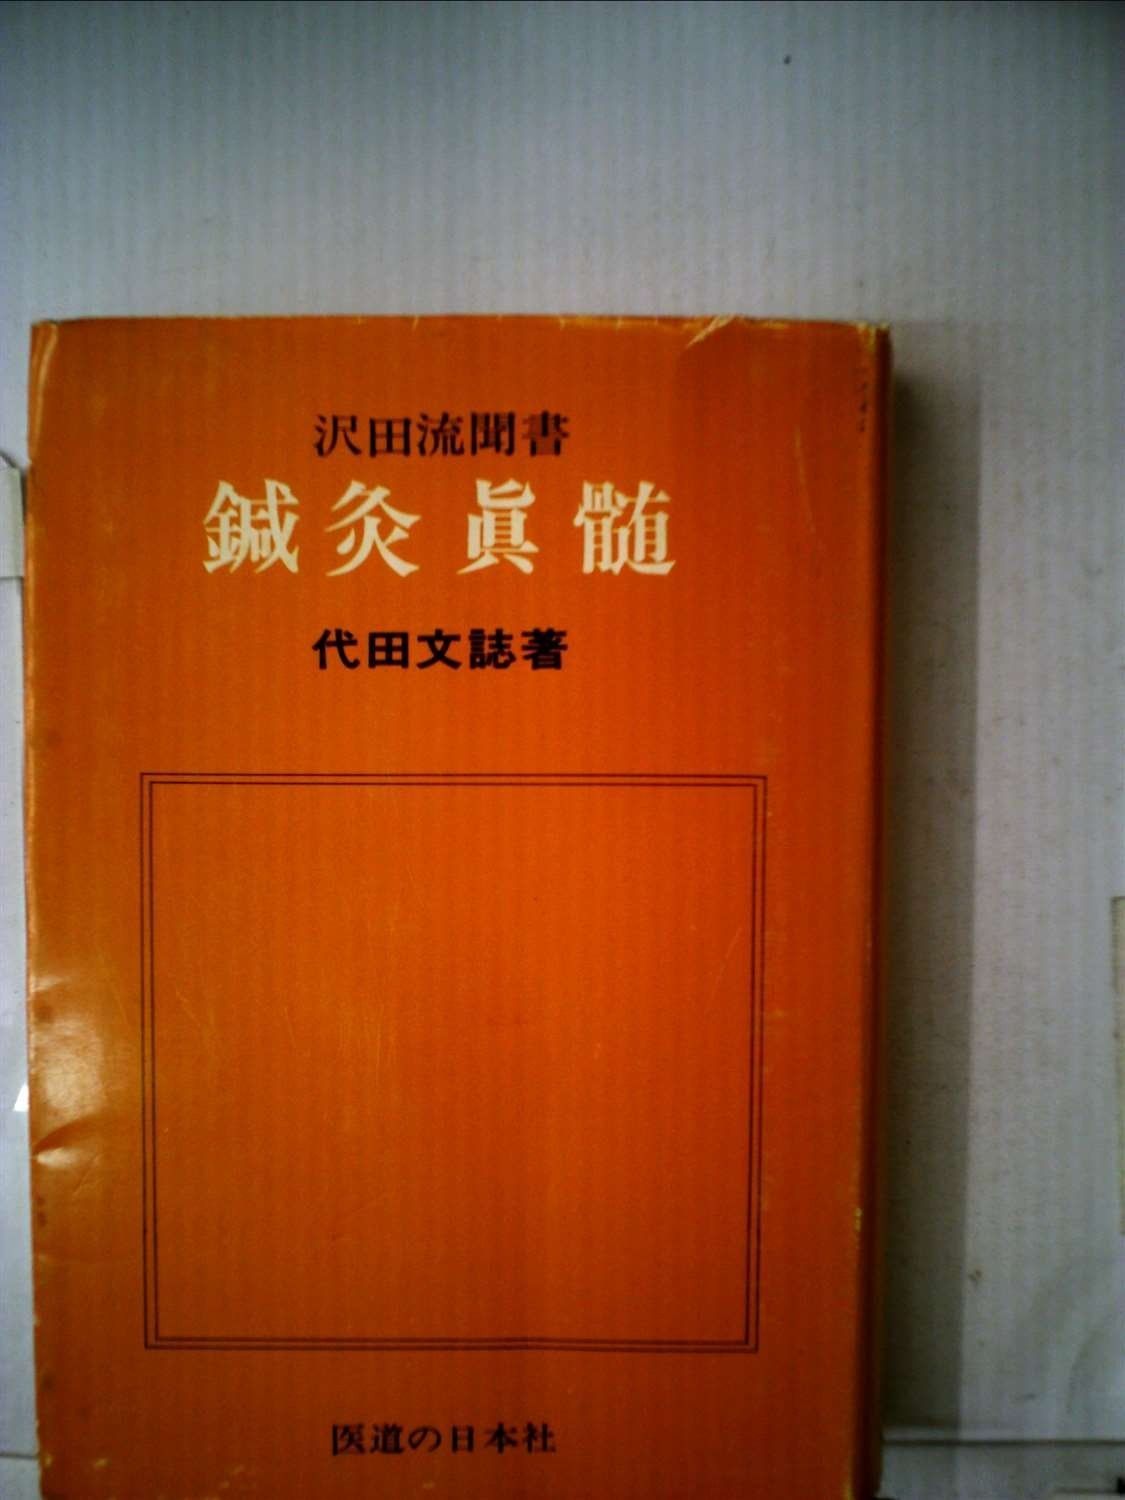 沢田流聞書
鍼灸眞髄
代田文誌著
医道の日本社